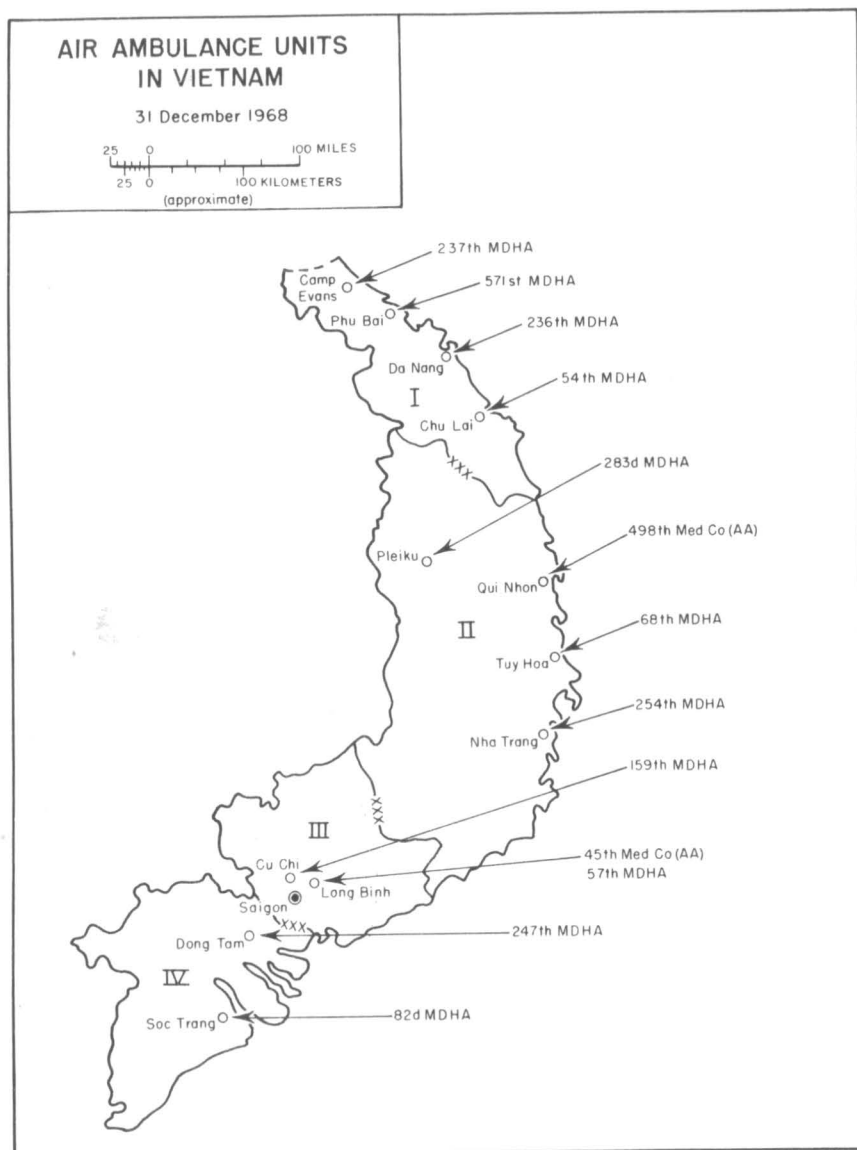 AIR AMBULANCE UNITS
IN VIETNAM
31 December 1968
25 0 100 MILES
25 0 100 KILOMETERS
(approximate)
237th MDHA
Camp
Evans
571st MDHA
Phu Bai
236th MDHA
Da Nang
54th MDHA
I
Chu Lai
XXX
283d MDHA
Pleiku
498th Med Co (AA)
Qui Nhon
II
68th MDHA
Tuy Hoa
254th MDHA
Nha Trang
159th MDHA
XXX
III
Cu Chi
45th Med Co (AA)
57th MDHA
Long Binh
Saigon
XXX
247th MDHA
Dong Tam
IV
82d MDHA
Soc Trang